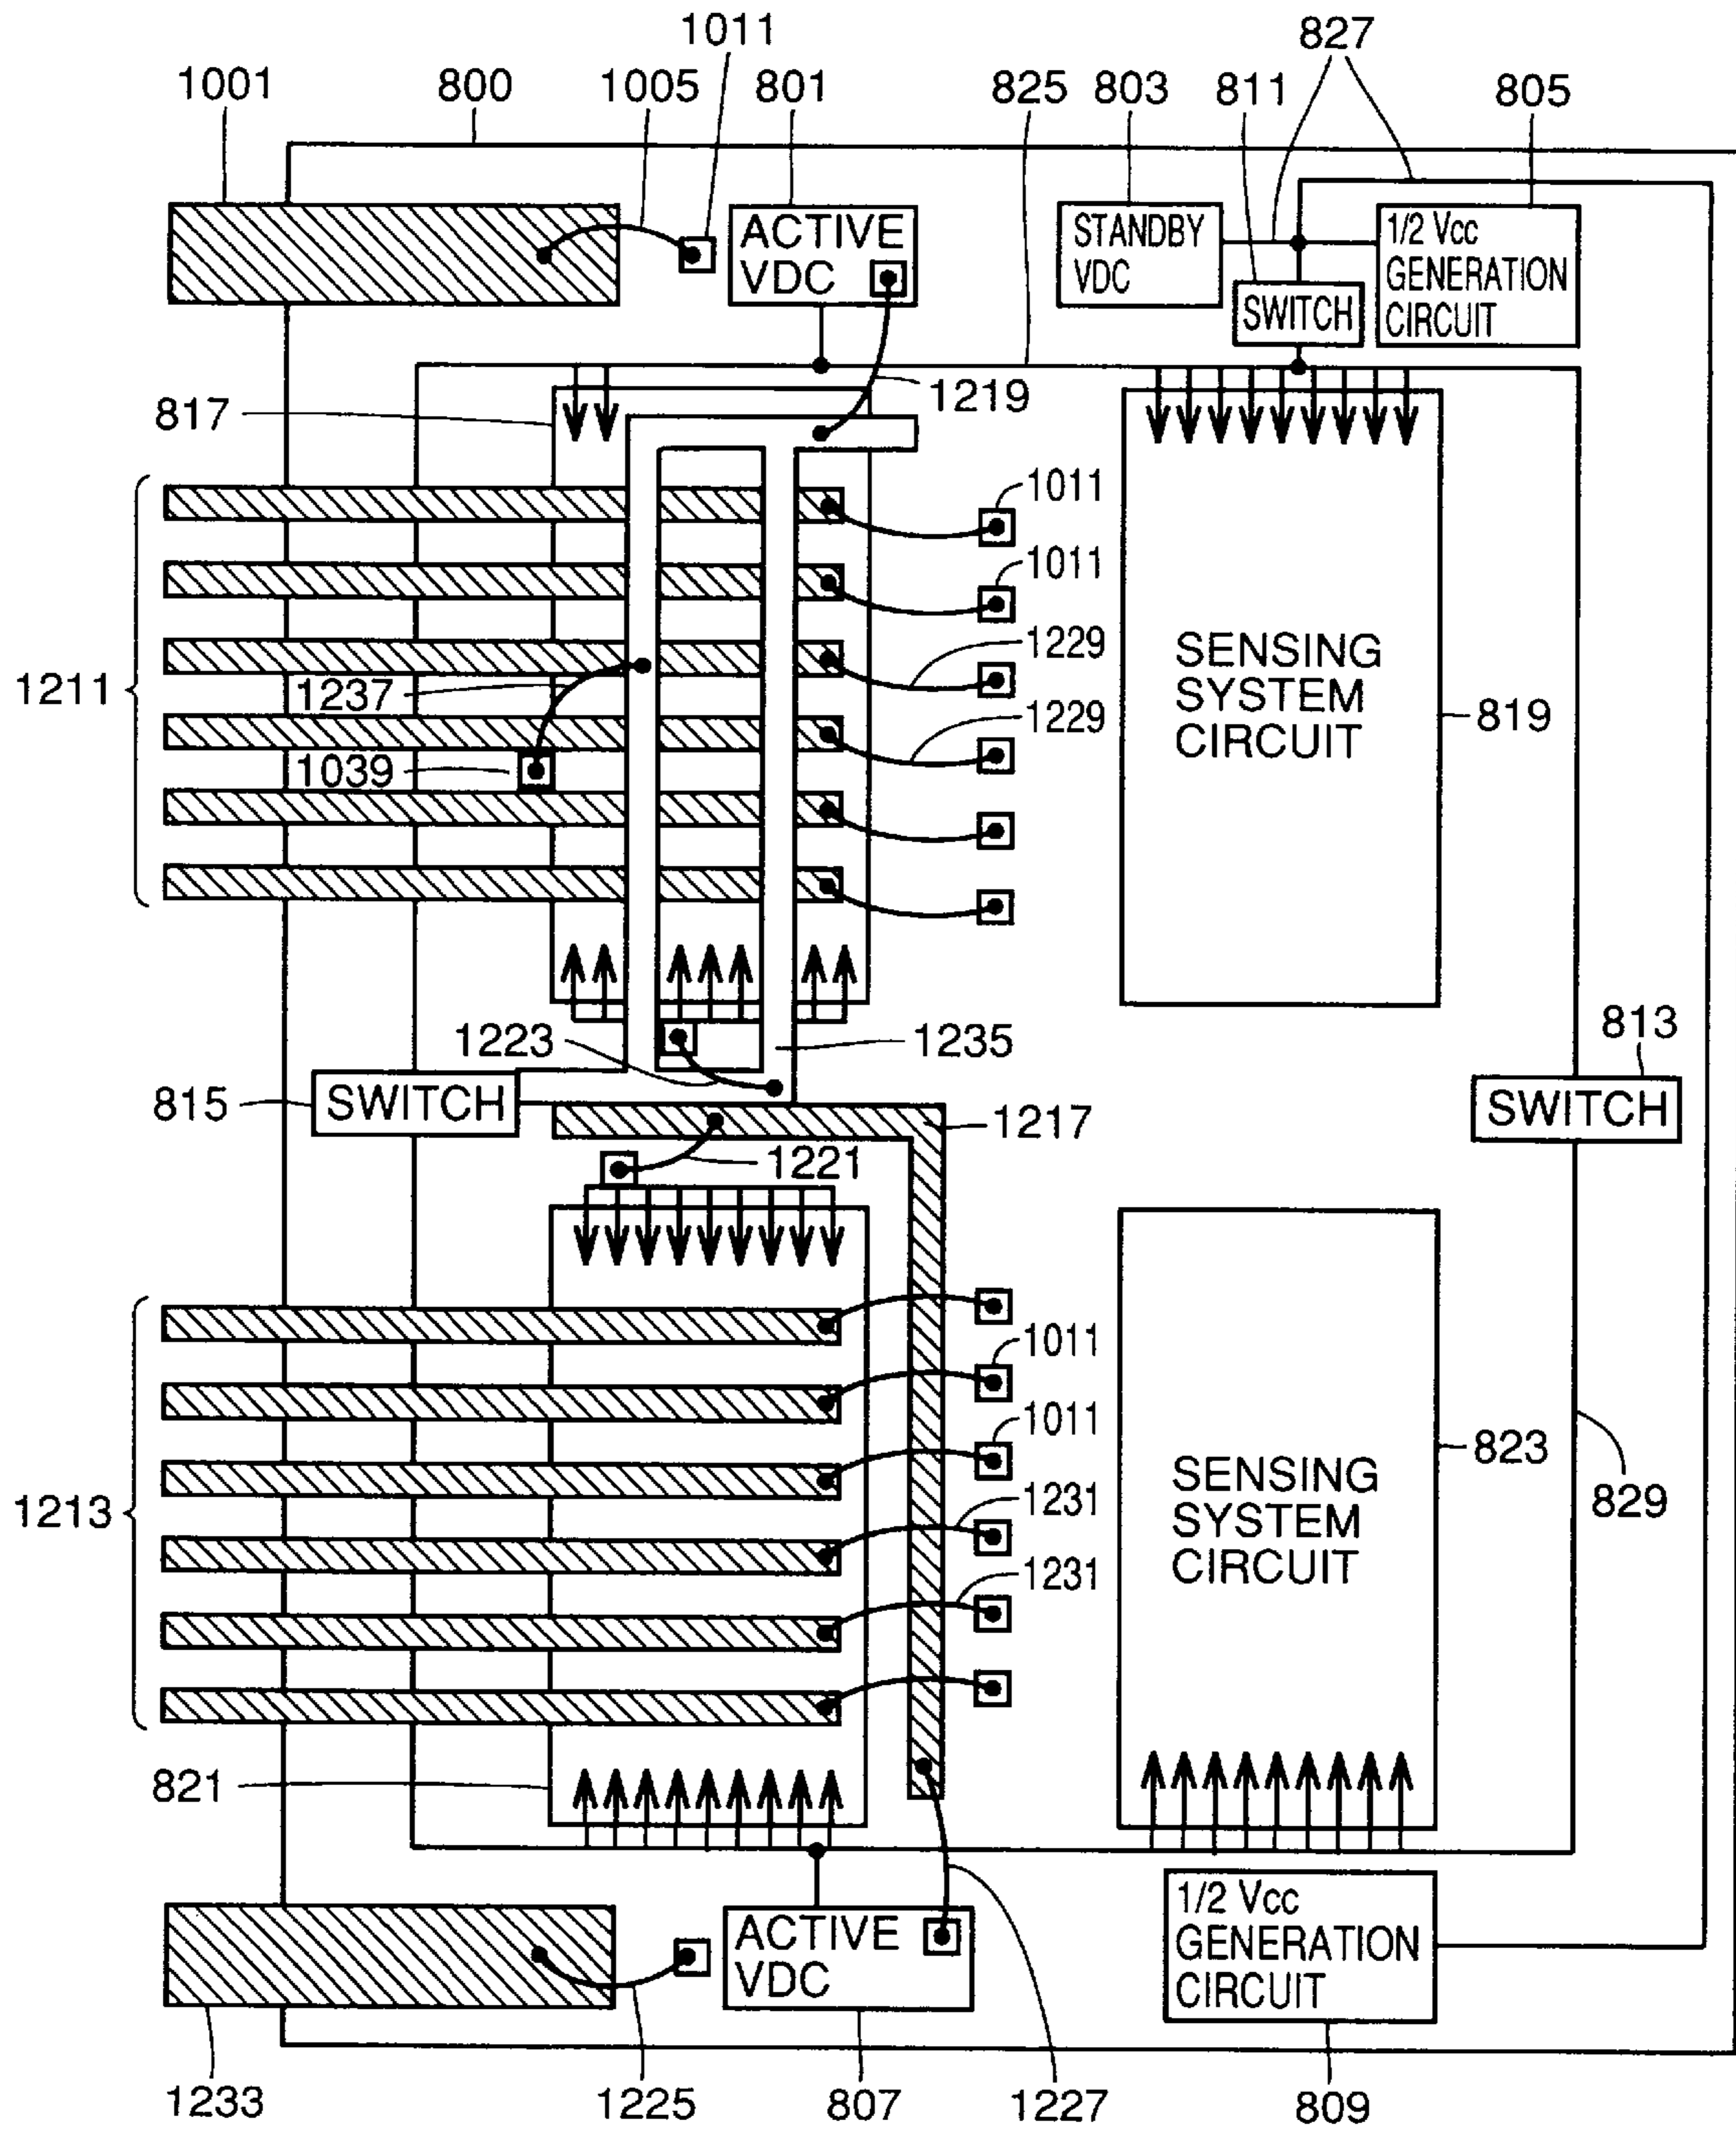 1011
827
1001
800
1005
801
825
803
811
805
ACTIVE
VDC
STANDBY
VDC
1/2 Vcc
GENERATION
CIRCUIT
SWITCH
1219
817
1011
1011
1229
1211
1237
1229
1039
SENSING
SYSTEM
CIRCUIT
819
1223
1235
813
815
SWITCH
SWITCH
1217
1221
1011
1011
1213
1231
1231
SENSING
SYSTEM
CIRCUIT
823
829
821
ACTIVE
VDC
1/2 Vcc
GENERATION
CIRCUIT
1233
1225
807
1227
809